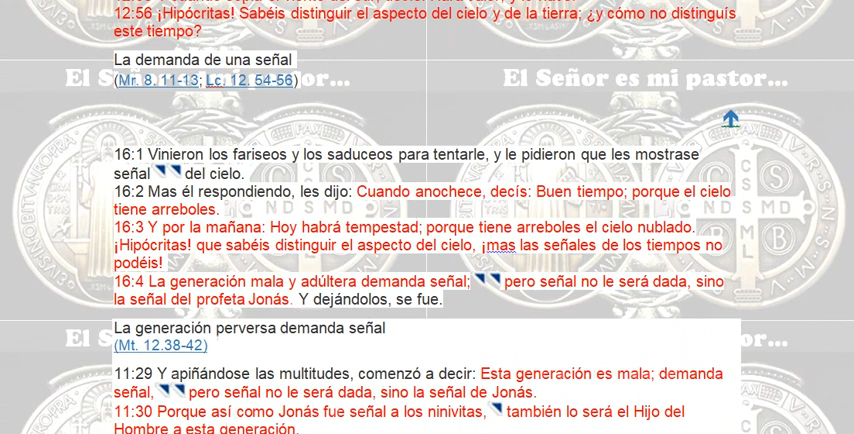 12:56 ¡Hipócritas! Sabéis distinguir el aspecto del cielo y de la tierra; ¿y cómo no distinguís
este tiempo?
La demanda de una señal
El Señor es mi pastor...
(Mr. 8. 11-13; Lc. 12. 54-56)
16:1 Vinieron los fariseos y los saduceos para tentarle, y le pidieron que les mostrase
señal del cielo.
16:2 Mas él respondiendo, les dijo: Cuando anochece, decís: Buen tiempo; porque el cielo
tiene arreboles.
16:3 Y por la mañana: Hoy habrá tempestad; porque tiene arreboles el cielo nublado.
¡Hipócritas! que sabéis distinguir el aspecto del cielo, ¡mas las señales de los tiempos no
podéis!
16:4 La generación mala y adúltera demanda señal; pero señal no le será dada, sino
la señal del profeta Jonás. Y dejándolos, se fue.
La generación perversa demanda señal
(Mt. 12.38-42)
11:29 Y apiñándose las multitudes, comenzó a decir: Esta generación es mala; demanda
señal, pero señal no le será dada, sino la señal de Jonás.
11:30 Porque así como Jonás fue señal a los ninivitas, también lo será el Hijo del
Hombre a esta generación.